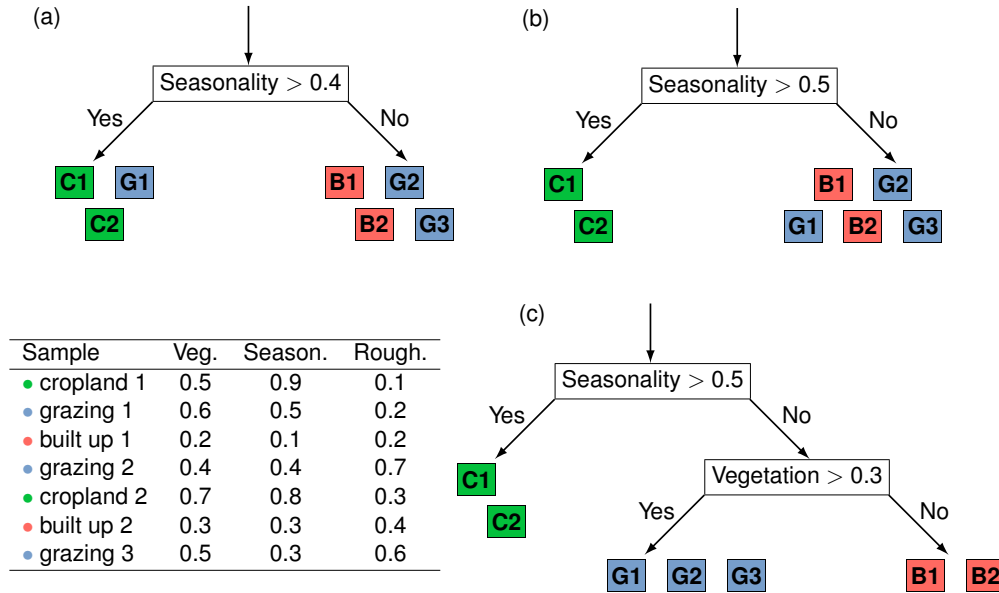 (a)
Seasonality > 0.4
Yes No
C1 G1 B1 G2
C2 B2 G3
(b)
Seasonality > 0.5
Yes No
C1 B1 G2
C2 G1 B2 G3
Sample Veg. Season. Rough.
cropland 1 0.5 0.9 0.1
grazing 1 0.6 0.5 0.2
built up 1 0.2 0.1 0.2
grazing 2 0.4 0.4 0.7
cropland 2 0.7 0.8 0.3
built up 2 0.3 0.3 0.4
grazing 3 0.5 0.3 0.6
(c)
Seasonality > 0.5
Yes No
C1
C2
Vegetation > 0.3
Yes No
G1 G2 G3 B1 B2